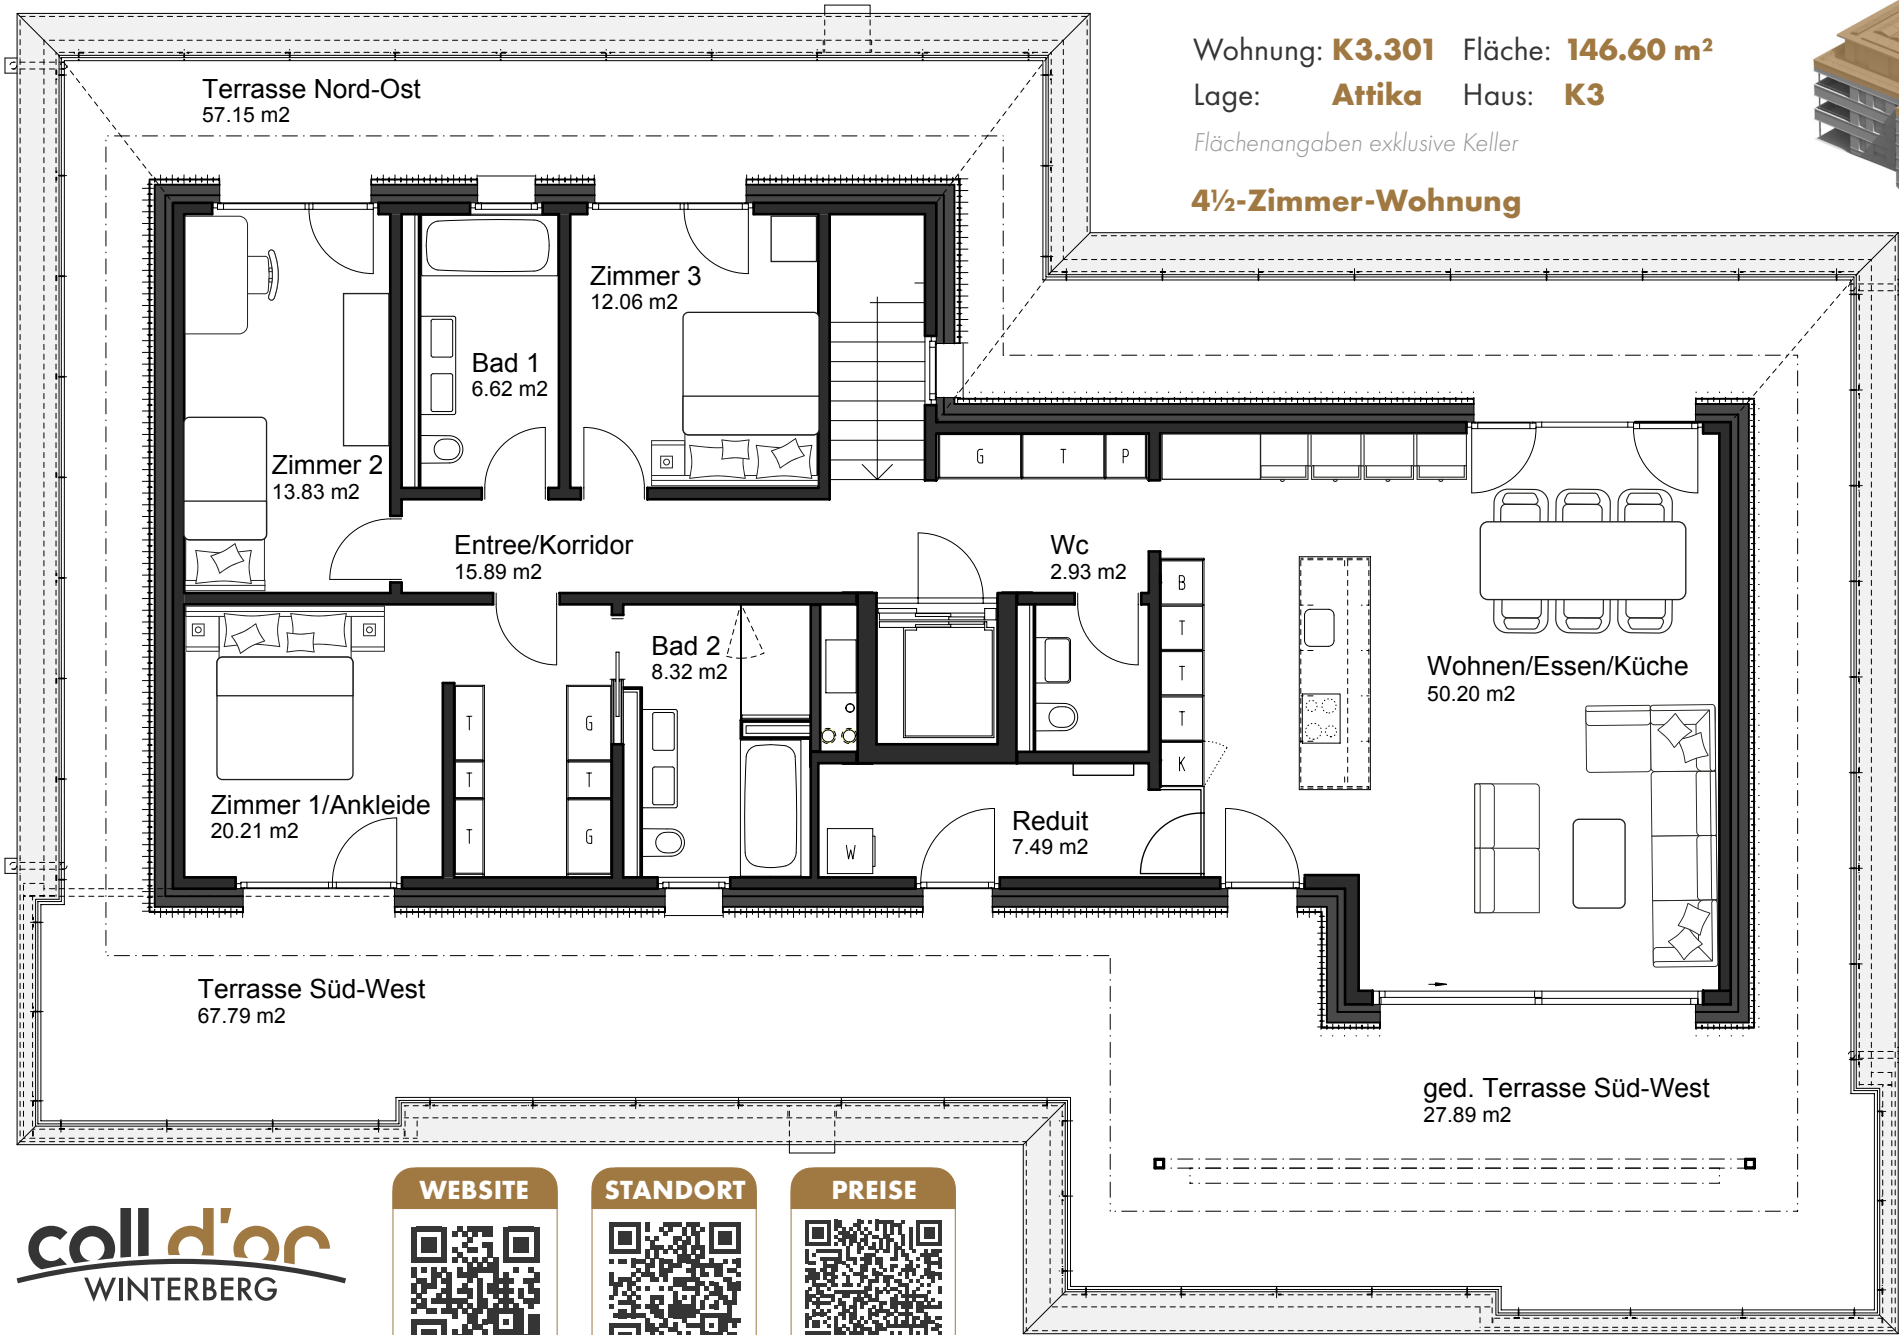 Wohnung: K3.301 Fläche: 146.60 m²
Lage: Attika Haus: K3
Flächenangaben exklusive Keller
4½-Zimmer-Wohnung
Terrasse Nord-Ost
57.15 m2
Zimmer 3
12.06 m2
Bad 1
6.62 m2
Zimmer 2
13.83 m2
G T P
Entree/Korridor
15.89 m2
Wc
2.93 m2
B
T
T
T
K
Bad 2
8.32 m2
Wohnen/Essen/Küche
50.20 m2
T G
T T
T G
Zimmer 1/Ankleide
20.21 m2
Reduit
7.49 m2
W
Terrasse Süd-West
67.79 m2
ged. Terrasse Süd-West
27.89 m2
coll d'or
WINTERBERG
WEBSITE
STANDORT
PREISE